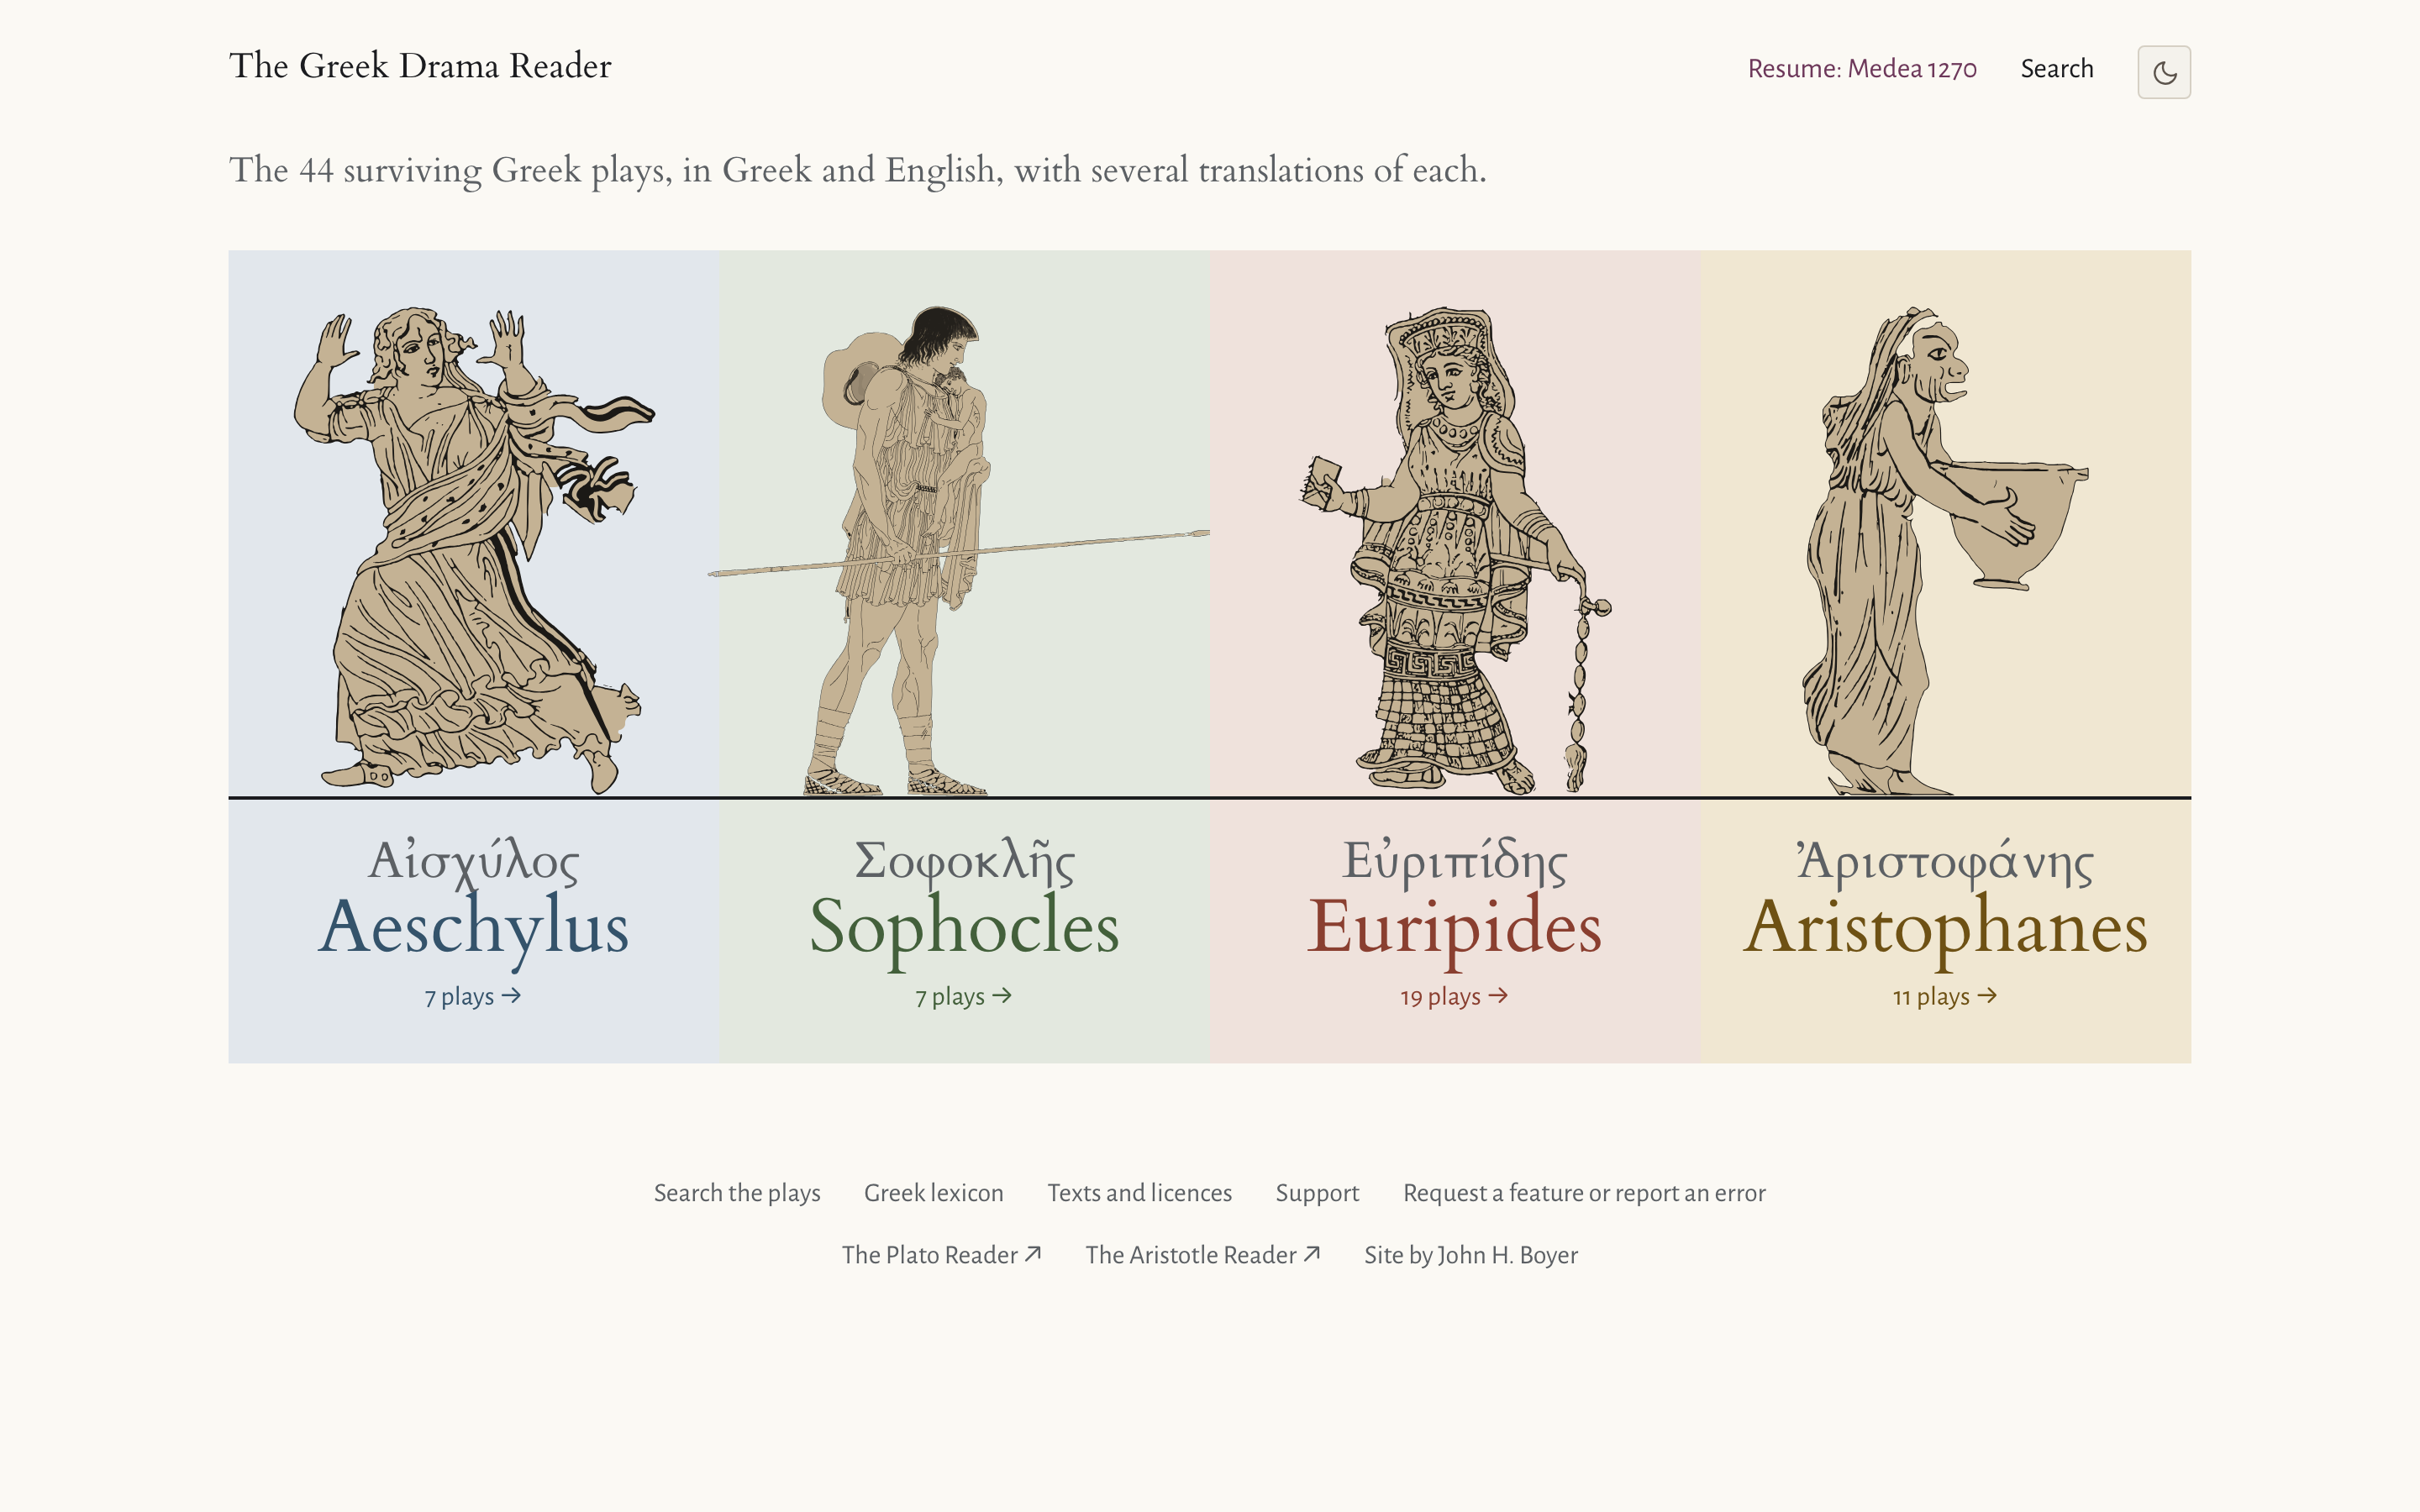 The Greek Drama Reader
Resume: Medea 1270
Search
The 44 surviving Greek plays, in Greek and English, with several translations of each.
Αἰσχύλος
Aeschylus
7 plays →
Σοφοκλῆς
Sophocles
7 plays →
Εὐριπίδης
Euripides
19 plays →
Ἀριστοφάνης
Aristophanes
11 plays →
Search the plays
Greek lexicon
Texts and licences
Support
Request a feature or report an error
The Plato Reader ↗
The Aristotle Reader ↗
Site by John H. Boyer